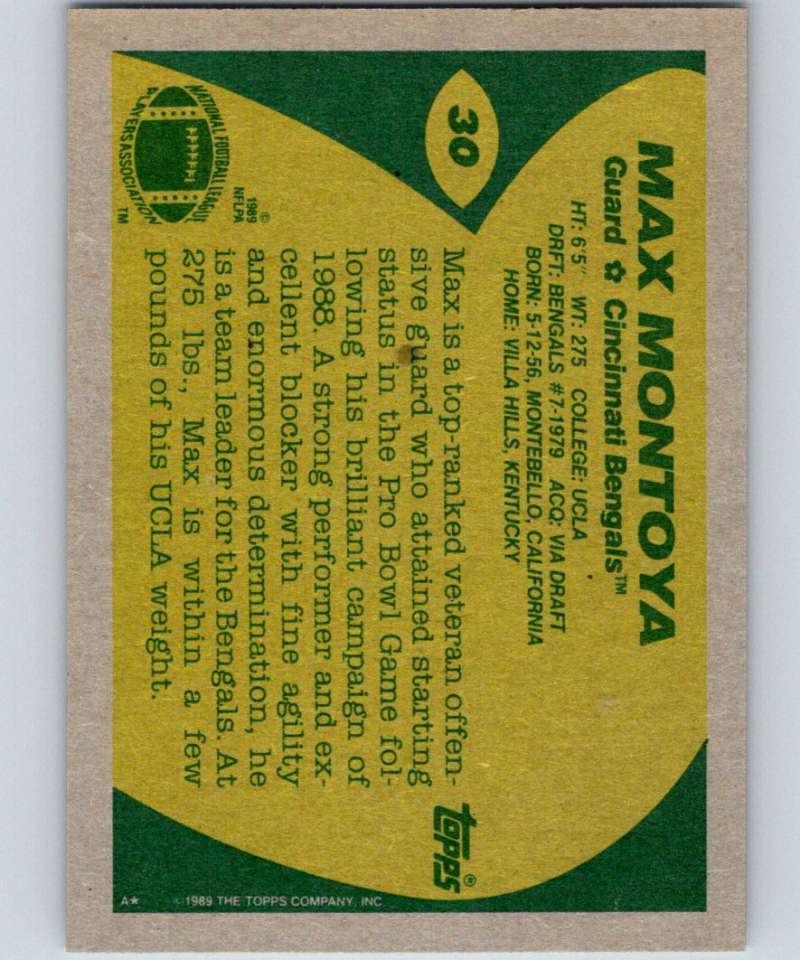 30
MAX MONTOYA
Guard ✩ Cincinnati Bengals™
HT: 6'5" WT: 275 COLLEGE: UCLA
DRFT: BENGALS #7-1979 ACQ: VIA DRAFT
BORN: 5-12-56, MONTEBELLO, CALIFORNIA
HOME: VILLA HILLS, KENTUCKY
Max is a top-ranked veteran offen-
sive guard who attained starting
status in the Pro Bowl Game fol-
lowing his brilliant campaign of
1988. A strong performer and ex-
cellent blocker with fine agility
and enormous determination, he
is a team leader for the Bengals. At
275 lbs., Max is within a few
pounds of his UCLA weight.
NATIONAL FOOTBALL LEAGUE
PLAYERS ASSOCIATION
™
©
1989
NFLPA
topps®
A★ ©1989 THE TOPPS COMPANY, INC.